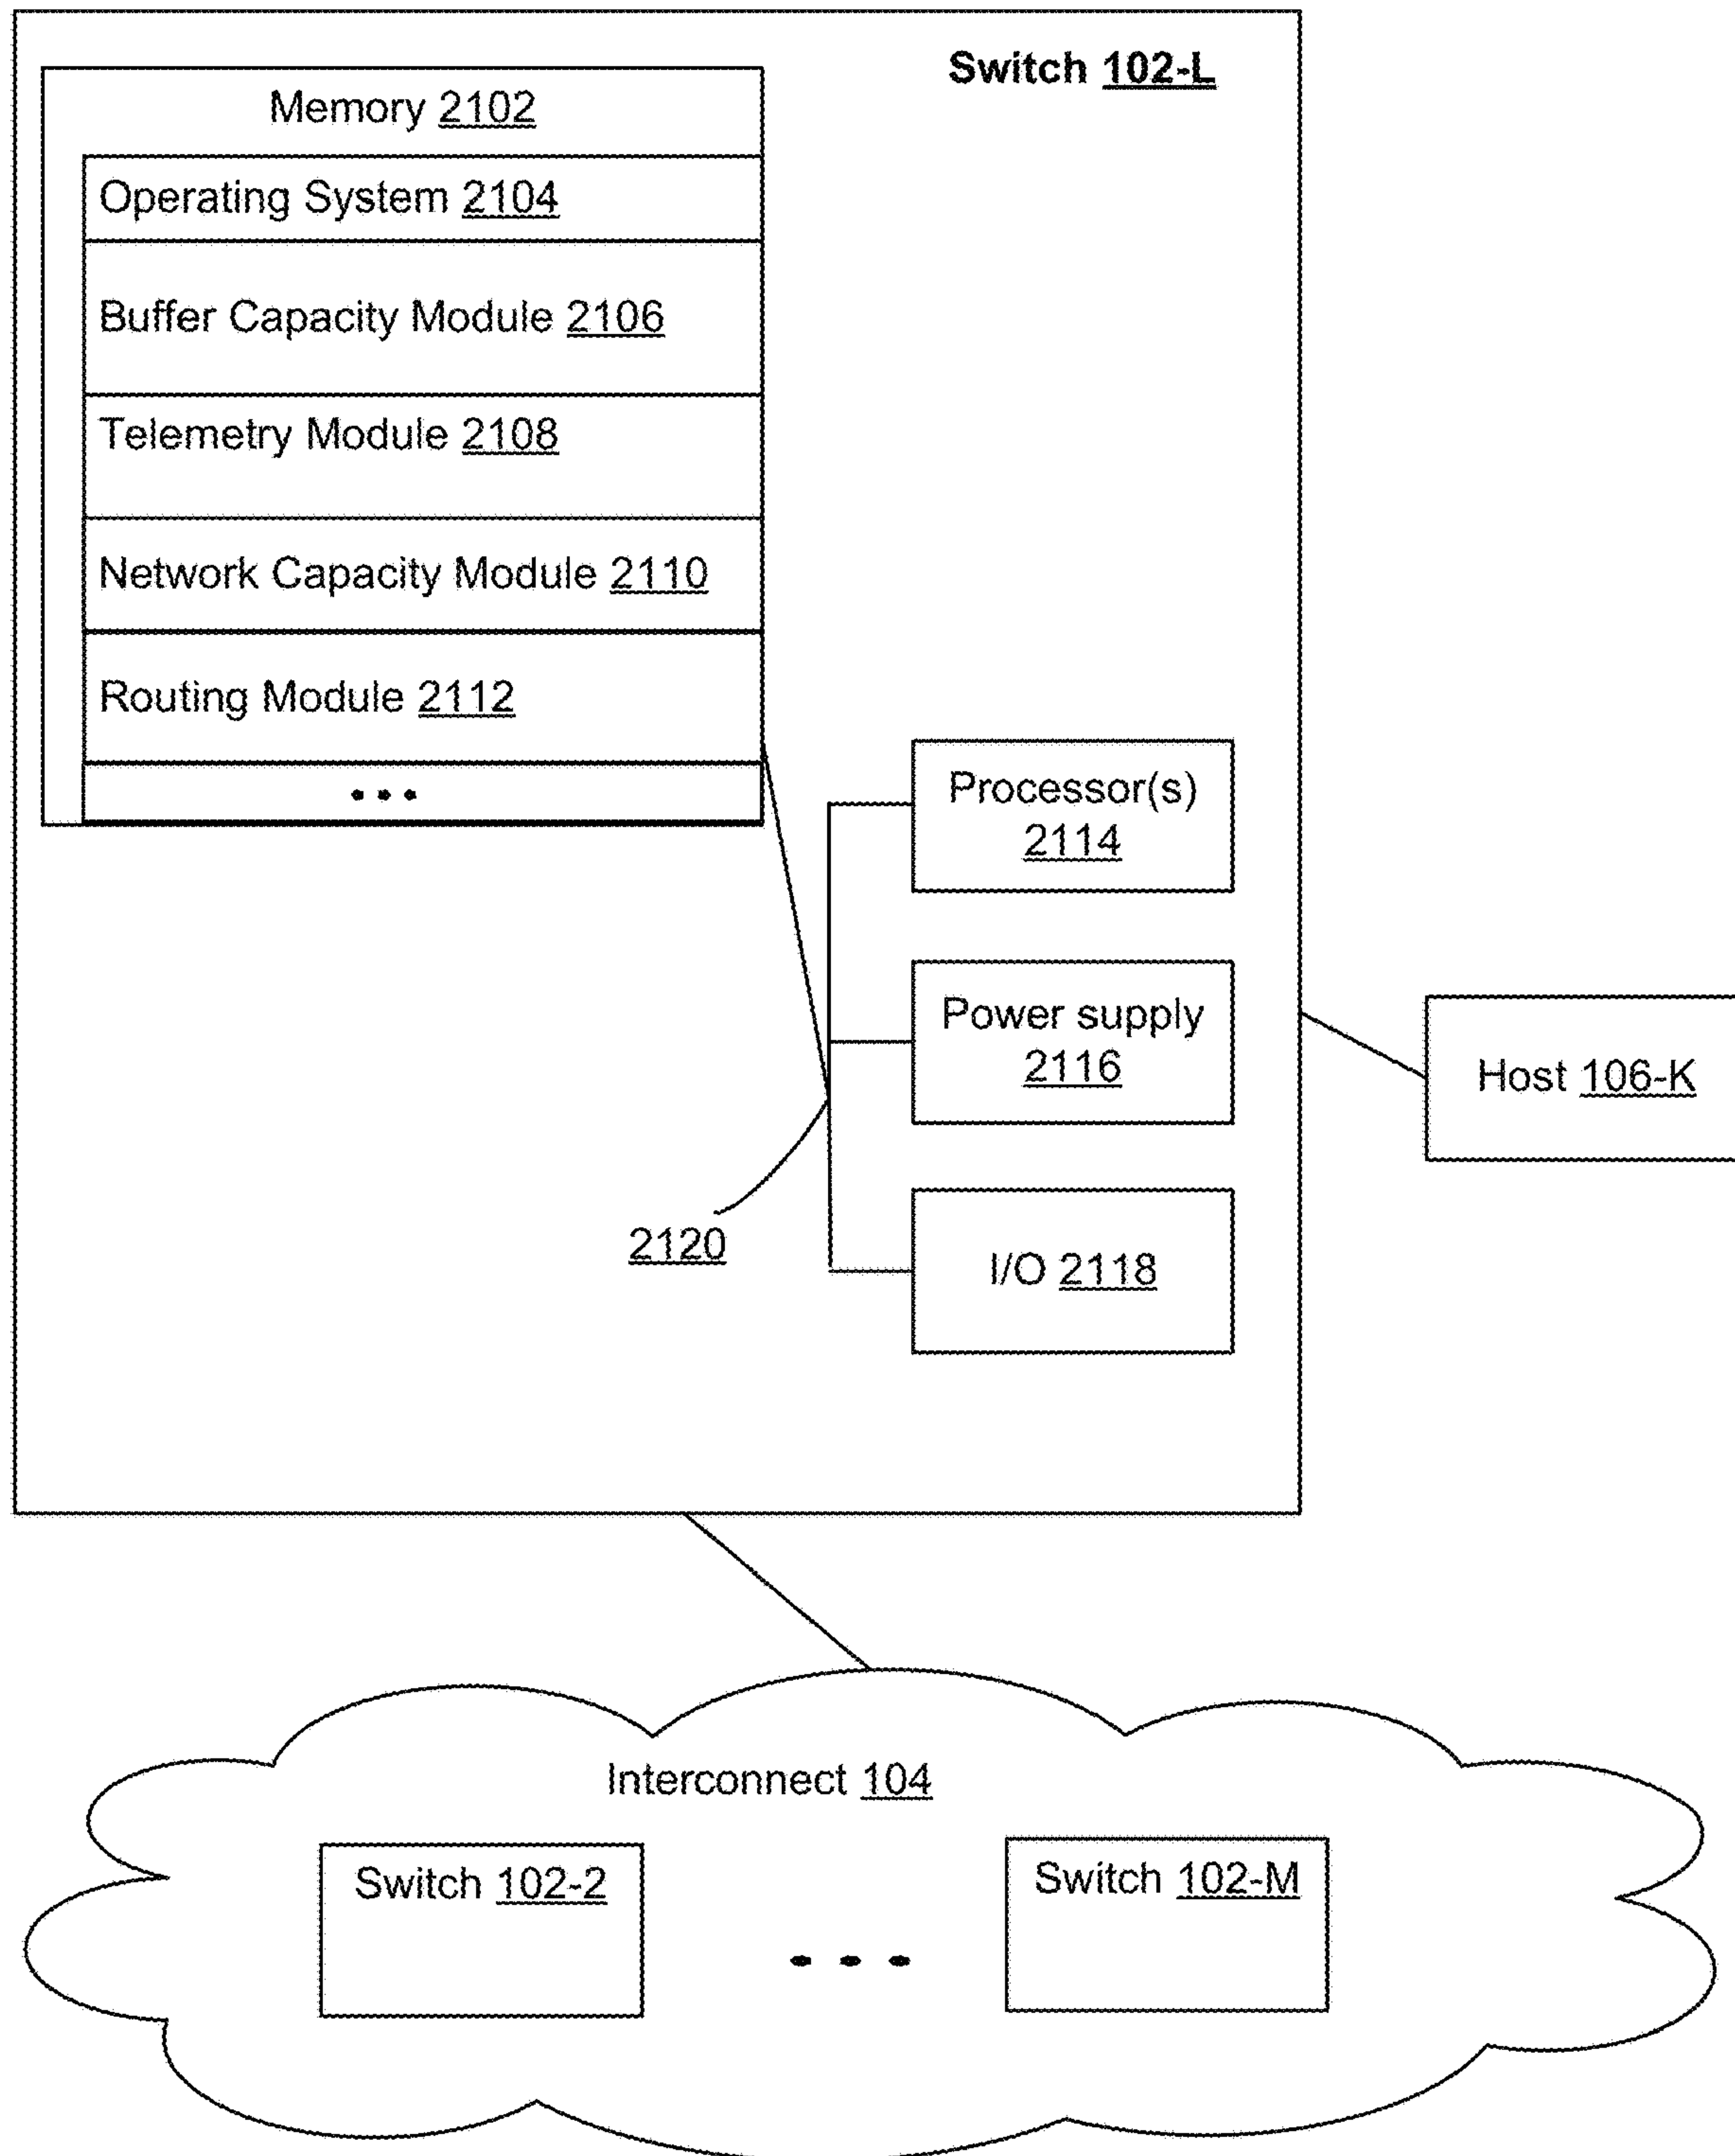 Switch 102-L
Memory 2102
Operating System 2104
Buffer Capacity Module 2106
Telemetry Module 2108
Network Capacity Module 2110
Routing Module 2112
...
Processor(s)
2114
Power supply
2116
Host 106-K
2120
I/O 2118
Interconnect 104
Switch 102-2
Switch 102-M
...